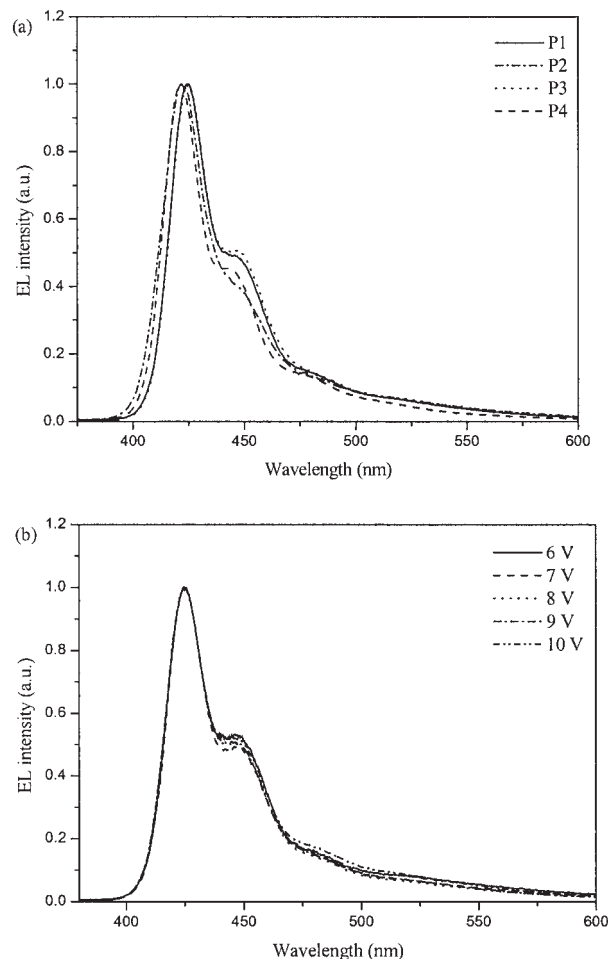 (a)
1.2
1.0
0.8
0.6
0.4
0.2
0.0
EL intensity (a.u.)
P1
P2
P3
P4
400 450 500 550 600
Wavelength (nm)
(b)
1.2
1.0
0.8
0.6
0.4
0.2
0.0
EL intensity (a.u.)
6 V
7 V
8 V
9 V
10 V
400 450 500 550 600
Wavelength (nm)